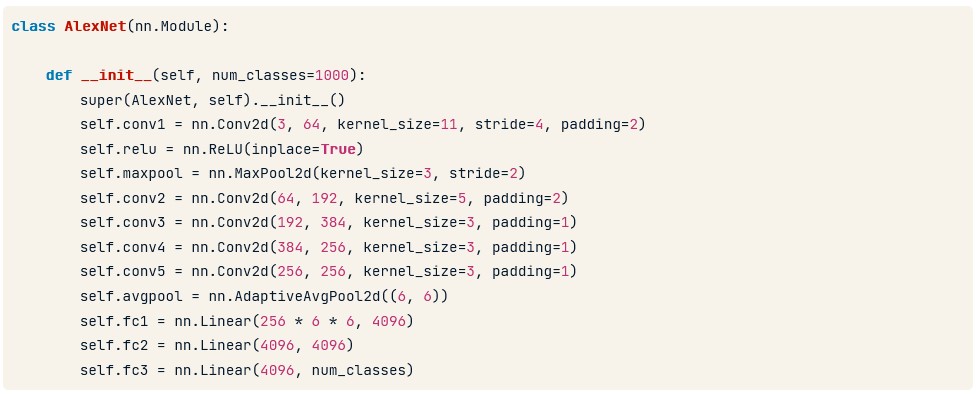 class AlexNet(nn.Module):
def __init__(self, num_classes=1000):
super(AlexNet, self).__init__()
self.conv1 = nn.Conv2d(3, 64, kernel_size=11, stride=4, padding=2)
self.relu = nn.ReLU(inplace=True)
self.maxpool = nn.MaxPool2d(kernel_size=3, stride=2)
self.conv2 = nn.Conv2d(64, 192, kernel_size=5, padding=2)
self.conv3 = nn.Conv2d(192, 384, kernel_size=3, padding=1)
self.conv4 = nn.Conv2d(384, 256, kernel_size=3, padding=1)
self.conv5 = nn.Conv2d(256, 256, kernel_size=3, padding=1)
self.avgpool = nn.AdaptiveAvgPool2d((6, 6))
self.fc1 = nn.Linear(256 * 6 * 6, 4096)
self.fc2 = nn.Linear(4096, 4096)
self.fc3 = nn.Linear(4096, num_classes)